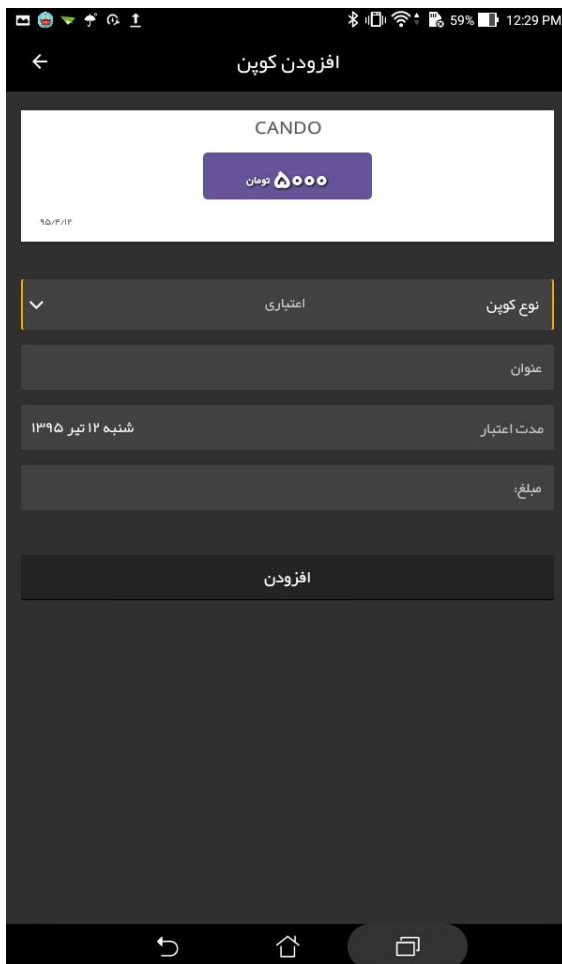 59% 12:29 PM
افزودن کوپن
CANDO
۵۰۰۰ تومان
۹۵/۴/۱۲
نوع کوپن اعتباری
عنوان
مدت اعتبار شنبه ۱۲ تیر ۱۳۹۵
مبلغ:
افزودن